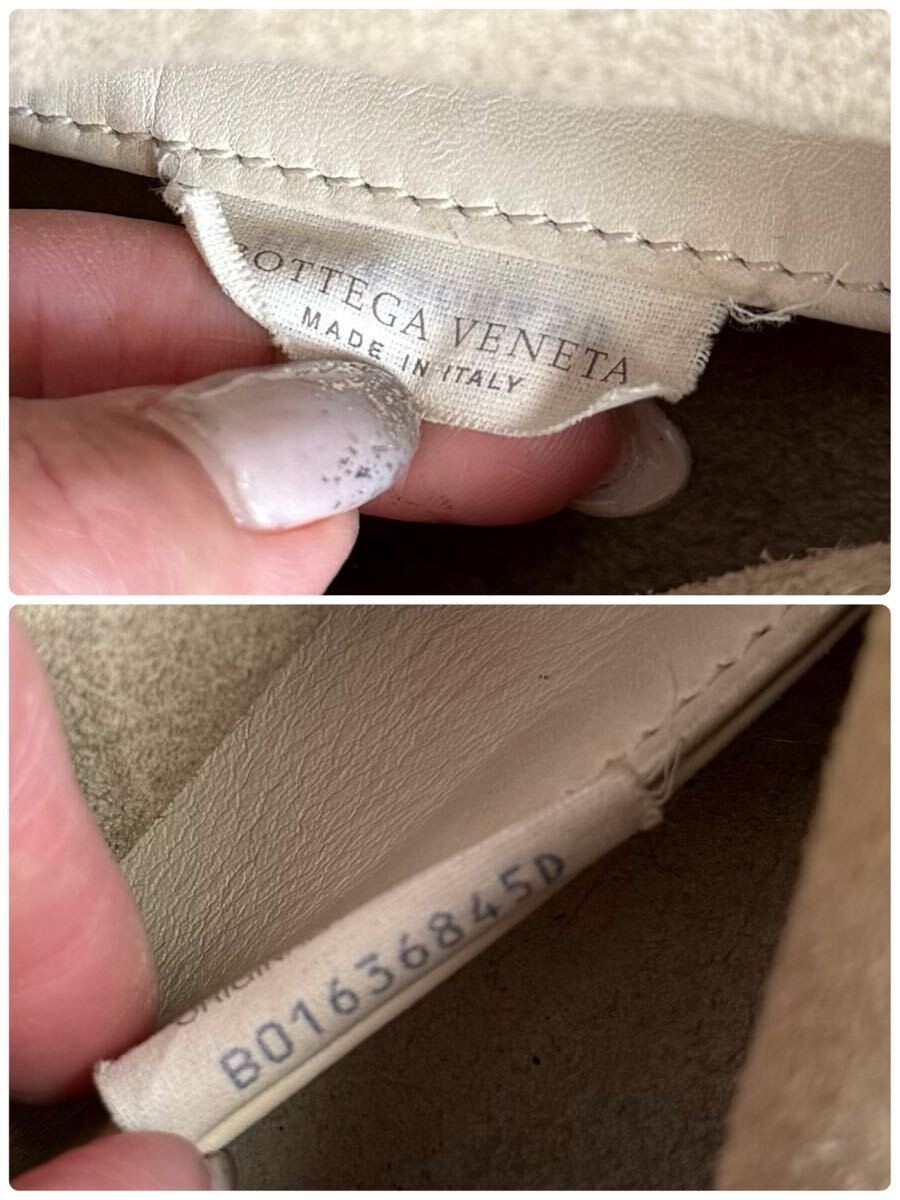 BOTTEGA VENETA
MADE IN ITALY
B01636845D